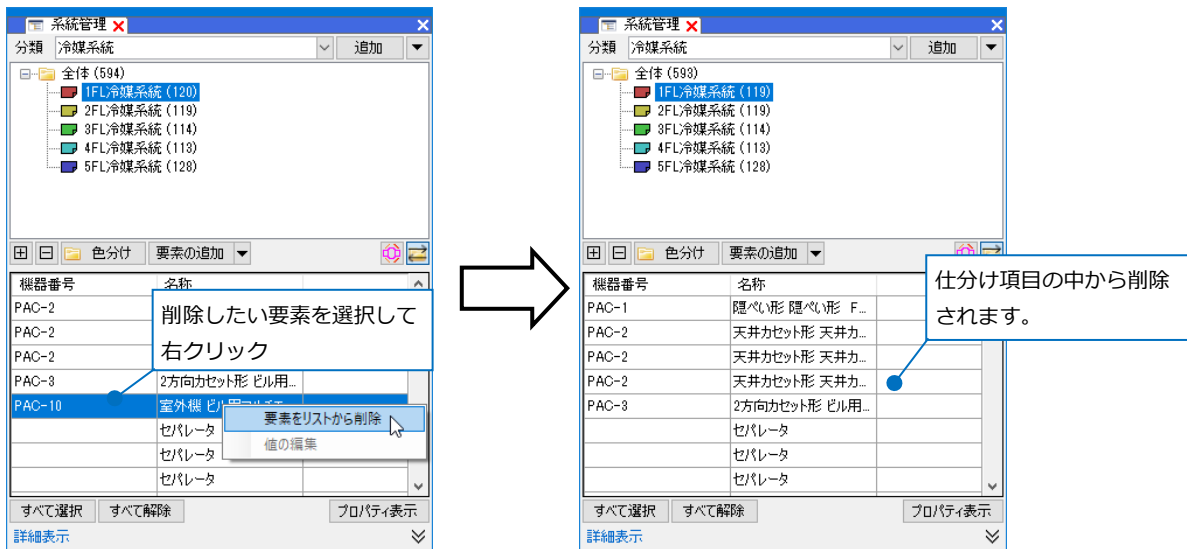 系統管理
分類 冷媒系統 追加
全体 (594)
1FL冷媒系統 (120)
2FL冷媒系統 (119)
3FL冷媒系統 (114)
4FL冷媒系統 (113)
5FL冷媒系統 (128)
色分け 要素の追加
機器番号 名称
PAC-2
PAC-2
PAC-2
PAC-3 2方向カセット形 ビル用...
PAC-10 室外機
セパレータ
セパレータ
セパレータ
削除したい要素を選択して
右クリック
要素をリストから削除
値の編集
すべて選択 すべて解除 プロパティ表示
詳細表示
系統管理
分類 冷媒系統 追加
全体 (593)
1FL冷媒系統 (119)
2FL冷媒系統 (119)
3FL冷媒系統 (114)
4FL冷媒系統 (113)
5FL冷媒系統 (128)
色分け 要素の追加
機器番号 名称
PAC-1 隠ぺい形 隠ぺい形 F...
PAC-2 天井カセット形 天井カ...
PAC-2 天井カセット形 天井カ...
PAC-2 天井カセット形 天井カ...
PAC-3 2方向カセット形 ビル用...
セパレータ
セパレータ
セパレータ
仕分け項目の中から削除
されます。
すべて選択 すべて解除 プロパティ表示
詳細表示